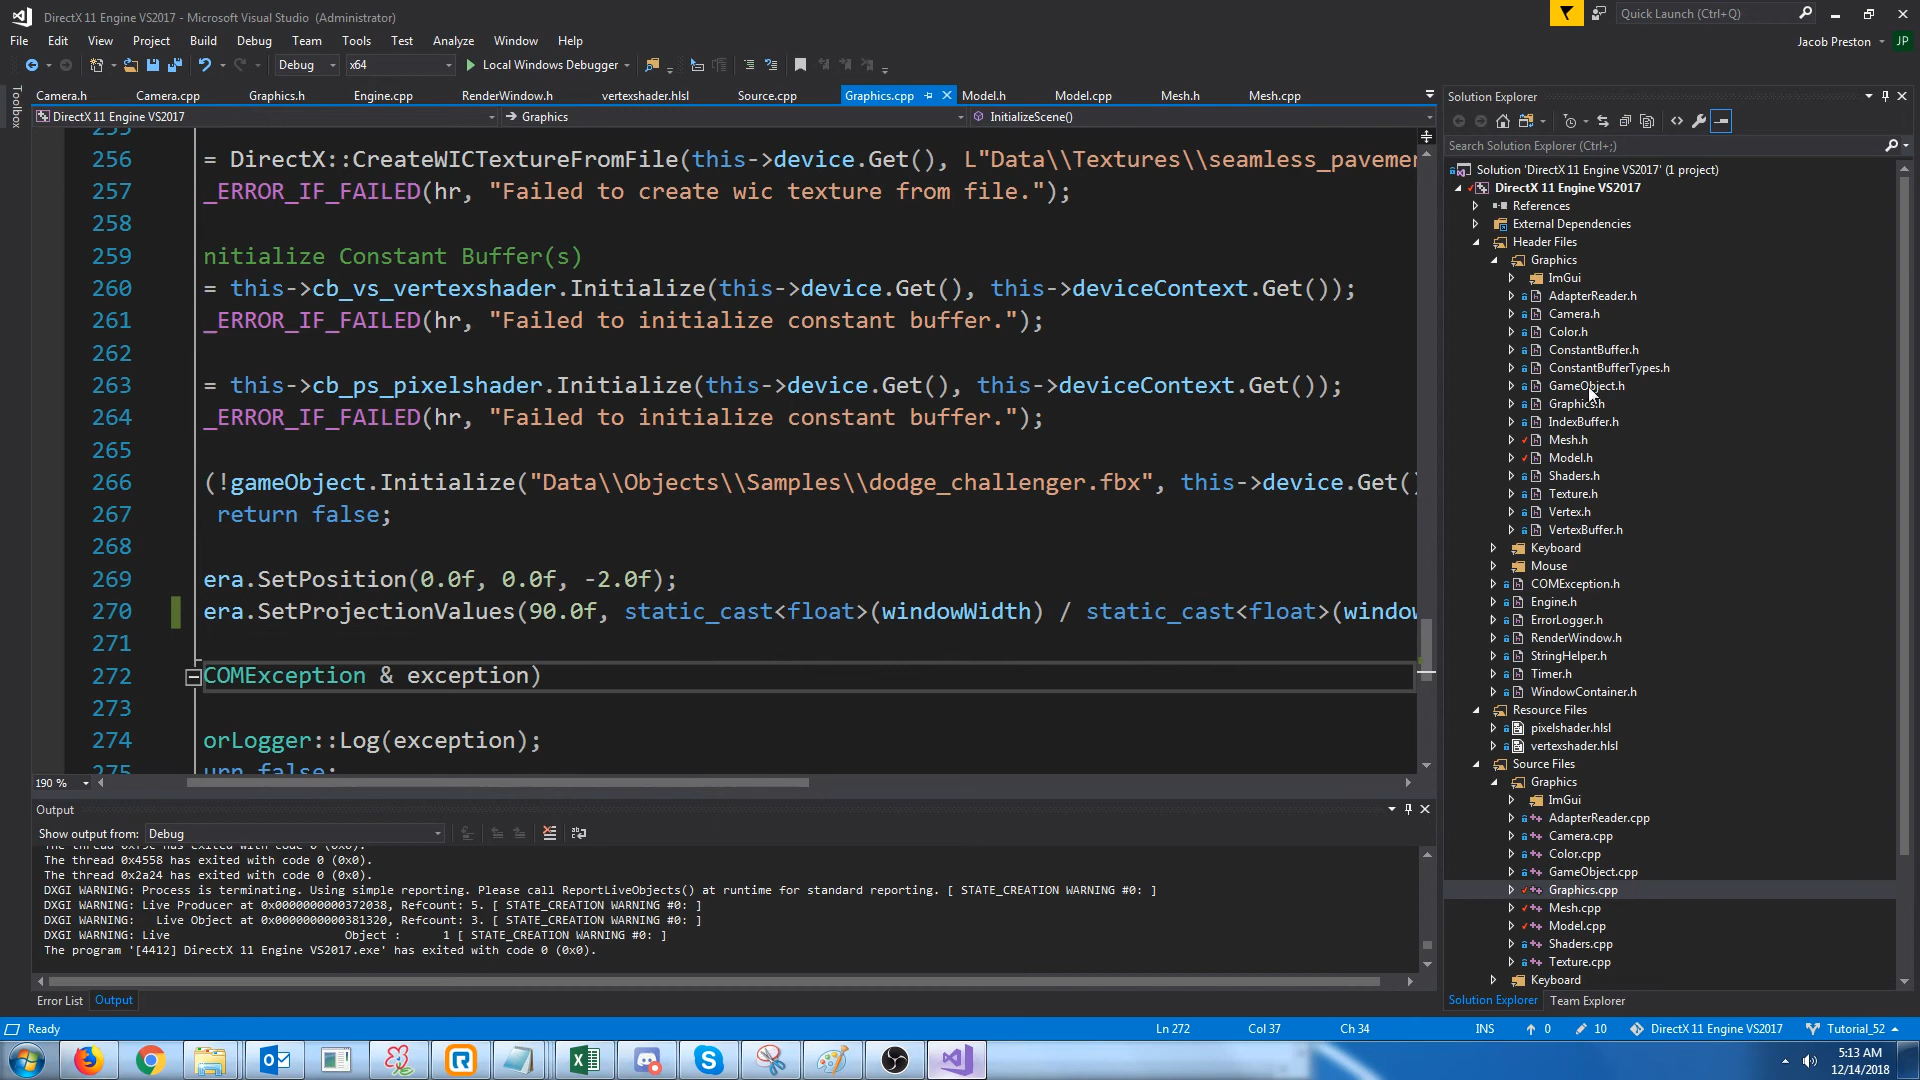 DirectX 11 Engine VS2017 - Microsoft Visual Studio (Administrator)
Quick Launch (Ctrl+Q)
File Edit View Project Build Debug Team Tools Test Analyze Window Help
Jacob Preston JP
Debug x64 Local Windows Debugger
Toolbox
Camera.h Camera.cpp Graphics.h Engine.cpp RenderWindow.h vertexshader.hlsl Source.cpp Graphics.cpp Model.h Model.cpp Mesh.h Mesh.cpp
DirectX 11 Engine VS2017 Graphics InitializeScene()
255
256 = DirectX::CreateWICTextureFromFile(this->device.Get(), L"Data\\Textures\\seamless_pavemen
257 _ERROR_IF_FAILED(hr, "Failed to create wic texture from file.");
258
259 nitialize Constant Buffer(s)
260 = this->cb_vs_vertexshader.Initialize(this->device.Get(), this->deviceContext.Get());
261 _ERROR_IF_FAILED(hr, "Failed to initialize constant buffer.");
262
263 = this->cb_ps_pixelshader.Initialize(this->device.Get(), this->deviceContext.Get());
264 _ERROR_IF_FAILED(hr, "Failed to initialize constant buffer.");
265
266 (!gameObject.Initialize("Data\\Objects\\Samples\\dodge_challenger.fbx", this->device.Get()
267 return false;
268
269 era.SetPosition(0.0f, 0.0f, -2.0f);
270 era.SetProjectionValues(90.0f, static_cast<float>(windowWidth) / static_cast<float>(window
271
272 COMException & exception)
273
274 orLogger::Log(exception);
275 urn false;
190 %
Output
Show output from: Debug
The thread 0x4558 has exited with code 0 (0x0).
The thread 0x2a24 has exited with code 0 (0x0).
DXGI WARNING: Process is terminating. Using simple reporting. Please call ReportLiveObjects() at runtime for standard reporting. [ STATE_CREATION WARNING #0: ]
DXGI WARNING: Live Producer at 0x0000000000372038, Refcount: 5. [ STATE_CREATION WARNING #0: ]
DXGI WARNING: Live Object at 0x0000000000381320, Refcount: 3. [ STATE_CREATION WARNING #0: ]
DXGI WARNING: Live Object : 1 [ STATE_CREATION WARNING #0: ]
The program '[4412] DirectX 11 Engine VS2017.exe' has exited with code 0 (0x0).
Error List Output
Solution Explorer
Search Solution Explorer (Ctrl+;)
Solution 'DirectX 11 Engine VS2017' (1 project)
DirectX 11 Engine VS2017
References
External Dependencies
Header Files
Graphics
ImGui
AdapterReader.h
Camera.h
Color.h
ConstantBuffer.h
ConstantBufferTypes.h
GameObject.h
Graphics.h
IndexBuffer.h
Mesh.h
Model.h
Shaders.h
Texture.h
Vertex.h
VertexBuffer.h
Keyboard
Mouse
COMException.h
Engine.h
ErrorLogger.h
RenderWindow.h
StringHelper.h
Timer.h
WindowContainer.h
Resource Files
pixelshader.hlsl
vertexshader.hlsl
Source Files
Graphics
ImGui
AdapterReader.cpp
Camera.cpp
Color.cpp
GameObject.cpp
Graphics.cpp
Mesh.cpp
Model.cpp
Shaders.cpp
Texture.cpp
Keyboard
Solution Explorer Team Explorer
Ready Ln 272 Col 37 Ch 34 INS 0 10 DirectX 11 Engine VS2017 Tutorial_52
5:13 AM
12/14/2018